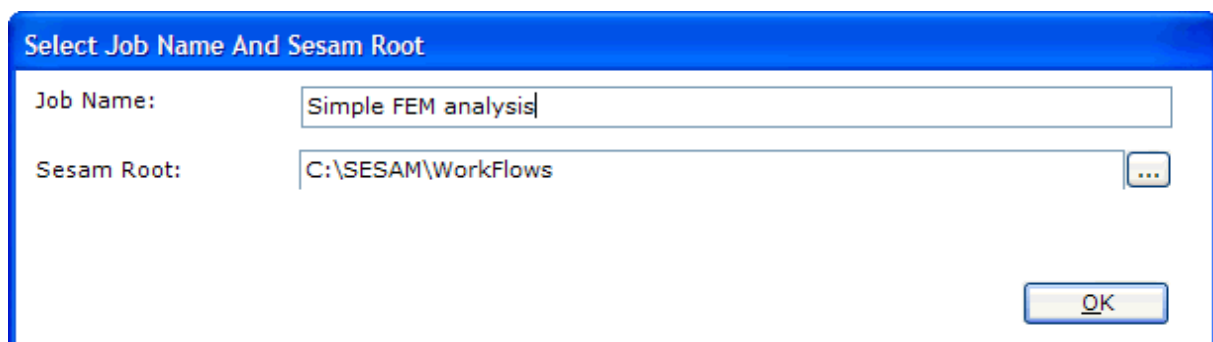 Select Job Name And Sesam Root
Job Name: Simple FEM analysis
Sesam Root: C:\SESAM\WorkFlows ...
OK